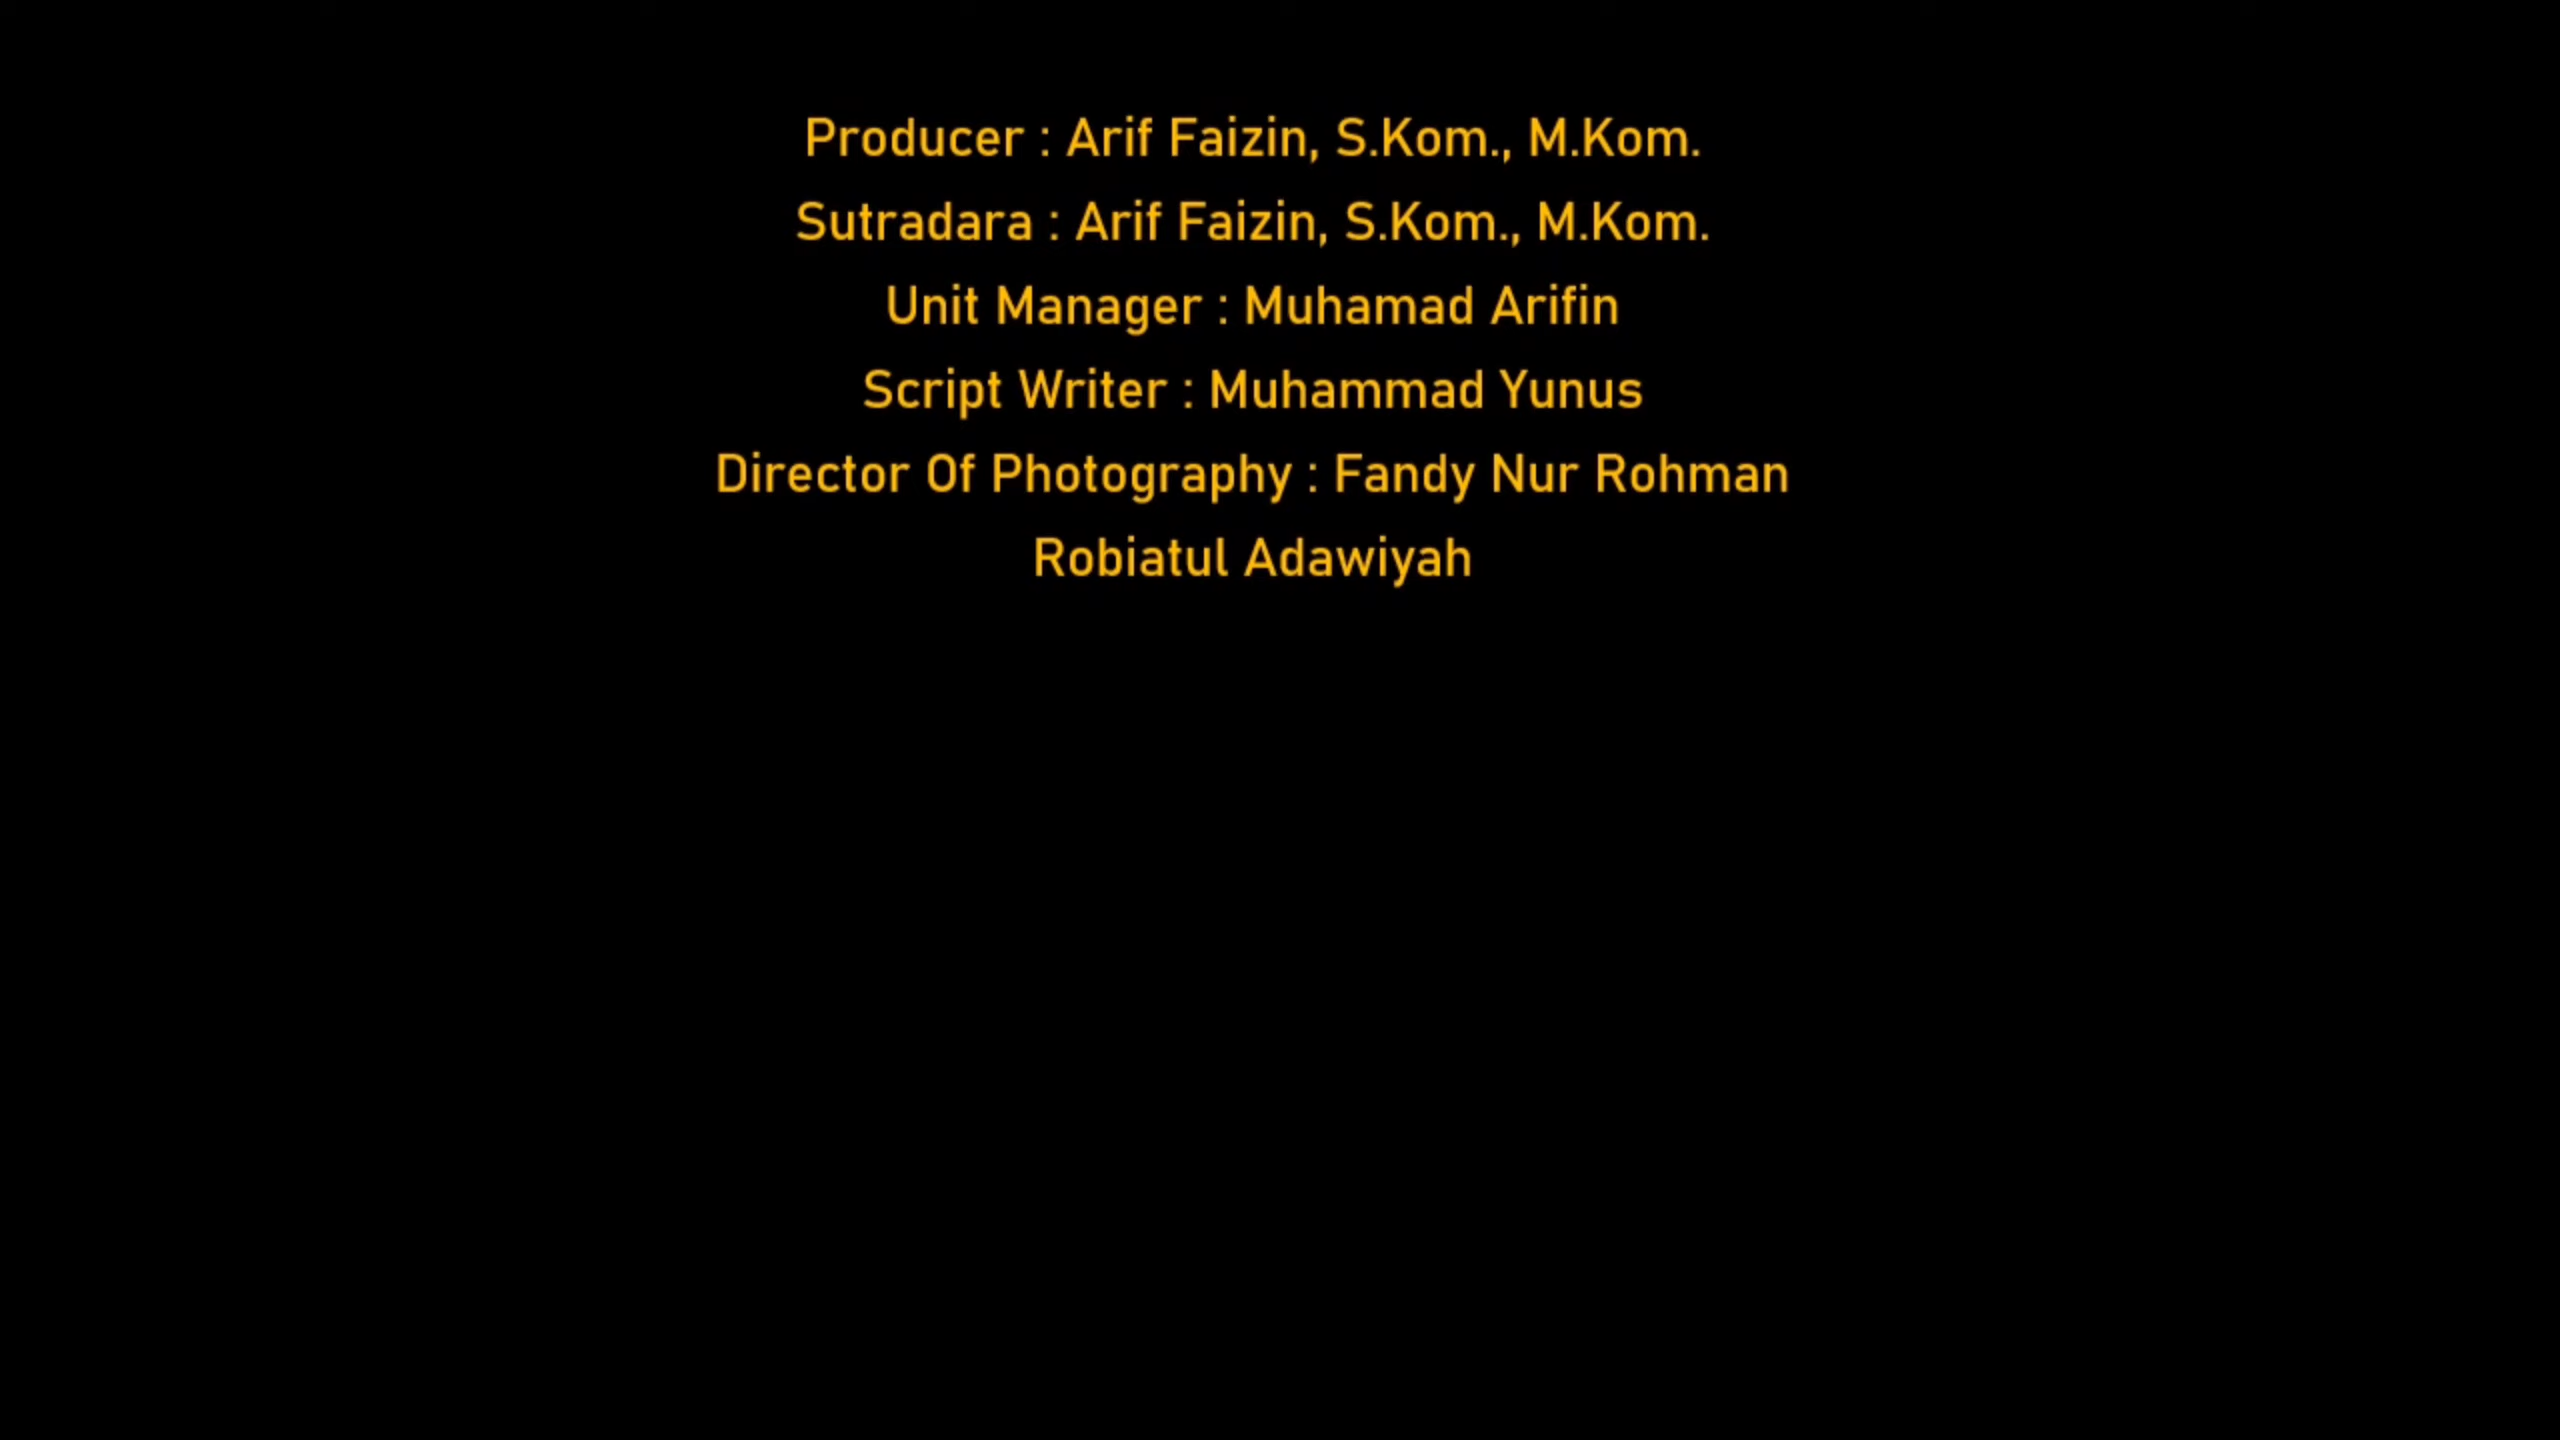 Producer : Arif Faizin, S.Kom., M.Kom.
Sutradara : Arif Faizin, S.Kom., M.Kom.
Unit Manager : Muhamad Arifin
Script Writer : Muhammad Yunus
Director Of Photography : Fandy Nur Rohman
Robiatul Adawiyah